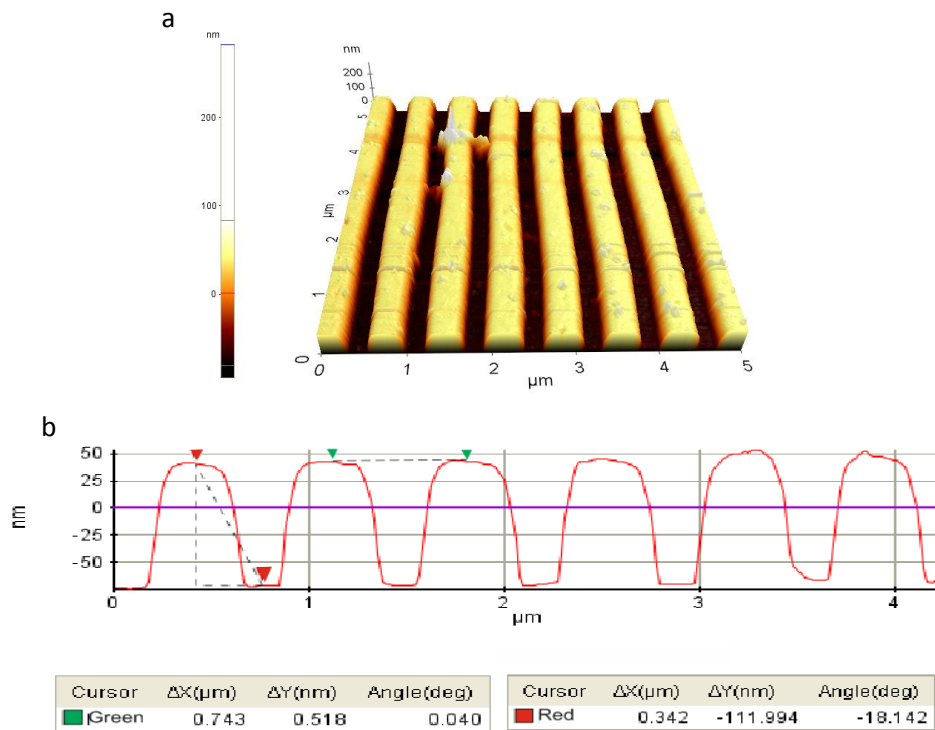 a
nm
200
100
0
nm
200
100
0
5
4
3
2
1
0
μm
0 1 2 3 4 5
μm
b
50
25
0
-25
-50
nm
0 1 2 3 4
μm
Cursor ΔX(μm) ΔY(nm) Angle(deg)
Green 0.743 0.518 0.040
Cursor ΔX(μm) ΔY(nm) Angle(deg)
Red 0.342 -111.994 -18.142